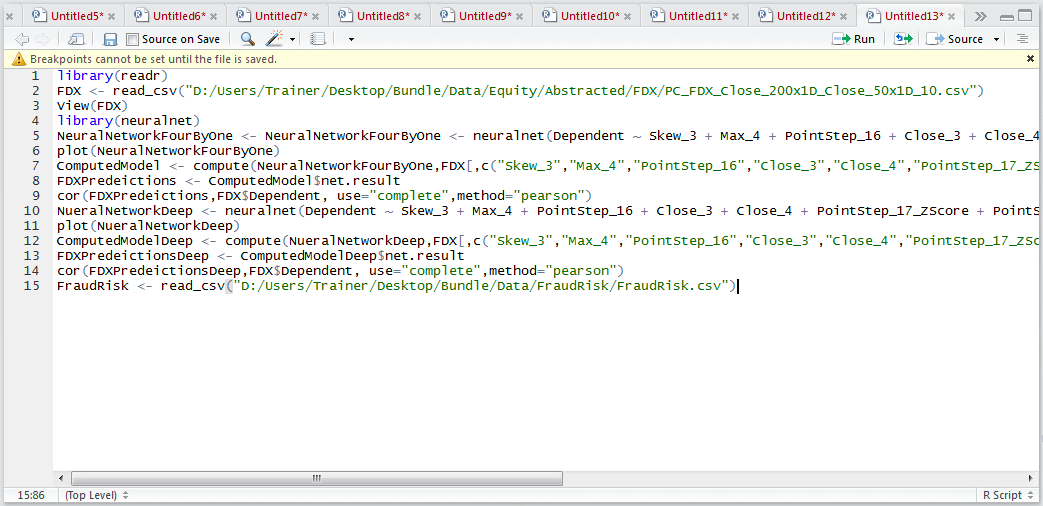 Untitled5* Untitled6* Untitled7* Untitled8* Untitled9* Untitled10* Untitled11* Untitled12* Untitled13*
Source on Save Run Source
Breakpoints cannot be set until the file is saved.
1 library(readr)
2 FDX <- read_csv("D:/Users/Trainer/Desktop/Bundle/Data/Equity/Abstracted/FDX/PC_FDX_Close_200x1D_Close_50x1D_10.csv")
3 View(FDX)
4 library(neuralnet)
5 NeuralNetworkFourByOne <- NeuralNetworkFourByOne <- neuralnet(Dependent ~ Skew_3 + Max_4 + PointStep_16 + Close_3 + Close_4
6 plot(NeuralNetworkFourByOne)
7 ComputedModel <- compute(NeuralNetworkFourByOne,FDX[,c("Skew_3","Max_4","PointStep_16","Close_3","Close_4","PointStep_17_ZS
8 FDXPredeictions <- ComputedModel$net.result
9 cor(FDXPredeictions,FDX$Dependent, use="complete",method="pearson")
10 NueralNetworkDeep <- neuralnet(Dependent ~ Skew_3 + Max_4 + PointStep_16 + Close_3 + Close_4 + PointStep_17_ZScore + PointS
11 plot(NueralNetworkDeep)
12 ComputedModelDeep <- compute(NueralNetworkDeep,FDX[,c("Skew_3","Max_4","PointStep_16","Close_3","Close_4","PointStep_17_ZSc
13 FDXPredeictionsDeep <- ComputedModelDeep$net.result
14 cor(FDXPredeictionsDeep,FDX$Dependent, use="complete",method="pearson")
15 FraudRisk <- read_csv("D:/Users/Trainer/Desktop/Bundle/Data/FraudRisk/FraudRisk.csv")
15:86 (Top Level) R Script